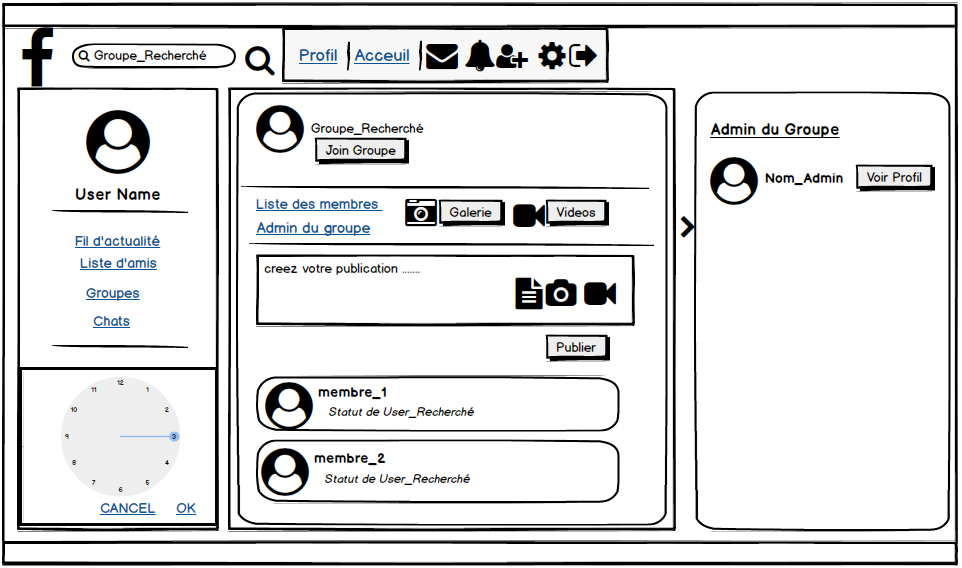 f
Groupe_Recherché
Profil
Acceuil
User Name
Fil d'actualité
Liste d'amis
Groupes
Chats
12
1
2
3
4
5
6
7
8
9
10
11
CANCEL
OK
Groupe_Recherché
Join Groupe
Liste des membres
Admin du groupe
Galerie
Videos
creez votre publication .......
Publier
membre_1
Statut de User_Recherché
membre_2
Statut de User_Recherché
Admin du Groupe
Nom_Admin
Voir Profil